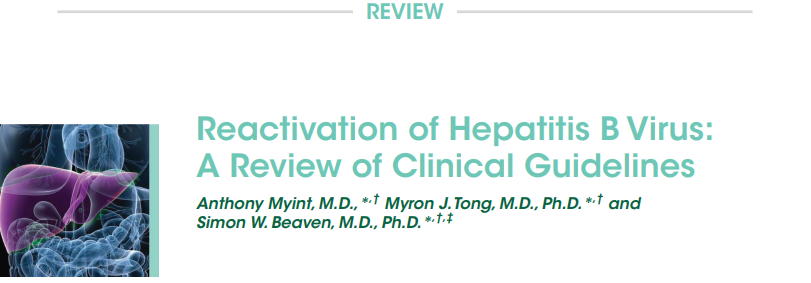 REVIEW
Reactivation of Hepatitis B Virus:
A Review of Clinical Guidelines
Anthony Myint, M.D., *,† Myron J. Tong, M.D., Ph.D. *,† and
Simon W. Beaven, M.D., Ph.D. *,†,‡